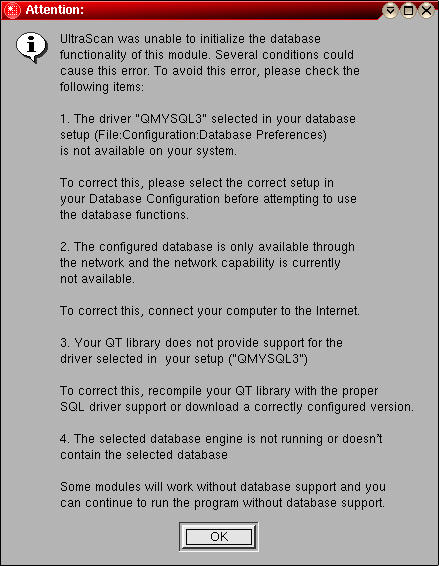 Attention:
UltraScan was unable to initialize the database
functionality of this module. Several conditions could
cause this error. To avoid this error, please check the
following items:
1. The driver "QMYSQL3" selected in your database
setup (File:Configuration:Database Preferences)
is not available on your system.
To correct this, please select the correct setup in
your Database Configuration before attempting to use
the database functions.
2. The configured database is only available through
the network and the network capability is currently
not available.
To correct this, connect your computer to the Internet.
3. Your QT library does not provide support for the
driver selected in  your setup ("QMYSQL3")
To correct this, recompile your QT library with the proper
SQL driver support or download a correctly configured version.
4. The selected database engine is not running or doesn't
contain the selected database
Some modules will work without database support and you
can continue to run the program without database support.
OK